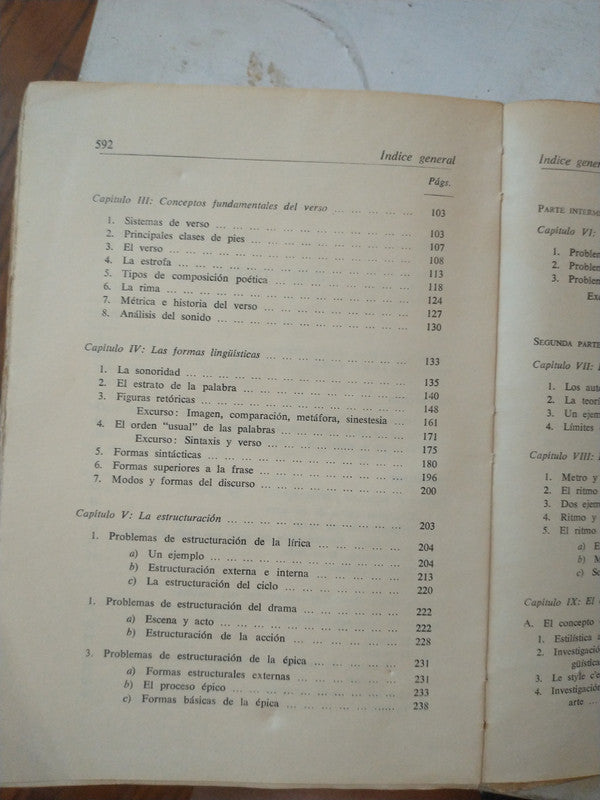 592
Índice general
Págs.
Capítulo III: Conceptos fundamentales del verso ... ... ... ... 103
1. Sistemas de verso ... ... ... ... ... ... ... ... ... ... 103
2. Principales clases de pies ... ... ... ... ... ... ... ... 107
3. El verso ... ... ... ... ... ... ... ... ... ... ... ... 108
4. La estrofa ... ... ... ... ... ... ... ... ... ... ... 113
5. Tipos de composición poética ... ... ... ... ... ... ... 118
6. La rima ... ... ... ... ... ... ... ... ... ... ... ... 124
7. Métrica e historia del verso ... ... ... ... ... ... ... 127
8. Análisis del sonido ... ... ... ... ... ... ... ... ... 130
Capítulo IV: Las formas lingüísticas ... ... ... ... ... ... ... 133
1. La sonoridad ... ... ... ... ... ... ... ... ... ... ... 135
2. El estrato de la palabra ... ... ... ... ... ... ... ... 140
3. Figuras retóricas ... ... ... ... ... ... ... ... ... ... 148
Excurso: Imagen, comparación, metáfora, sinestesia ... 161
4. El orden "usual" de las palabras ... ... ... ... ... ... 171
Excurso: Sintaxis y verso ... ... ... ... ... ... ... 175
5. Formas sintácticas ... ... ... ... ... ... ... ... ... 180
6. Formas superiores a la frase ... ... ... ... ... ... ... 196
7. Modos y formas del discurso ... ... ... ... ... ... ... 200
Capítulo V: La estructuración ... ... ... ... ... ... ... ... ... 203
1. Problemas de estructuración de la lírica ... ... ... ... 204
a) Un ejemplo ... ... ... ... ... ... ... ... ... ... 204
b) Estructuración externa e interna ... ... ... ... ... 213
c) La estructuración del ciclo ... ... ... ... ... ... 220
1. Problemas de estructuración del drama ... ... ... ... ... 222
a) Escena y acto ... ... ... ... ... ... ... ... ... 222
b) Estructuración de la acción ... ... ... ... ... ... 228
3. Problemas de estructuración de la épica ... ... ... ... 231
a) Formas estructurales externas ... ... ... ... ... ... 231
b) El proceso épico ... ... ... ... ... ... ... ... ... 233
c) Formas básicas de la épica ... ... ... ... ...... 238
Índice gener
PARTE INTERM
Capítulo VI:
1. Problem
2. Problem
3. Problem
Exc
SEGUNDA PARTE
Capítulo VII:
1. Los aut
2. La teorí
3. Un ejem
4. Límites
Capítulo VIII:
1. Metro y
2. El ritmo
3. Dos ejem
4. Ritmo y
5. El ritmo
a) E
b) M
c) So
Capítulo IX: El
A. El concepto
1. Estilística a
2. Investigación
güística
3. Le style c'e
4. Investigación
arte ...